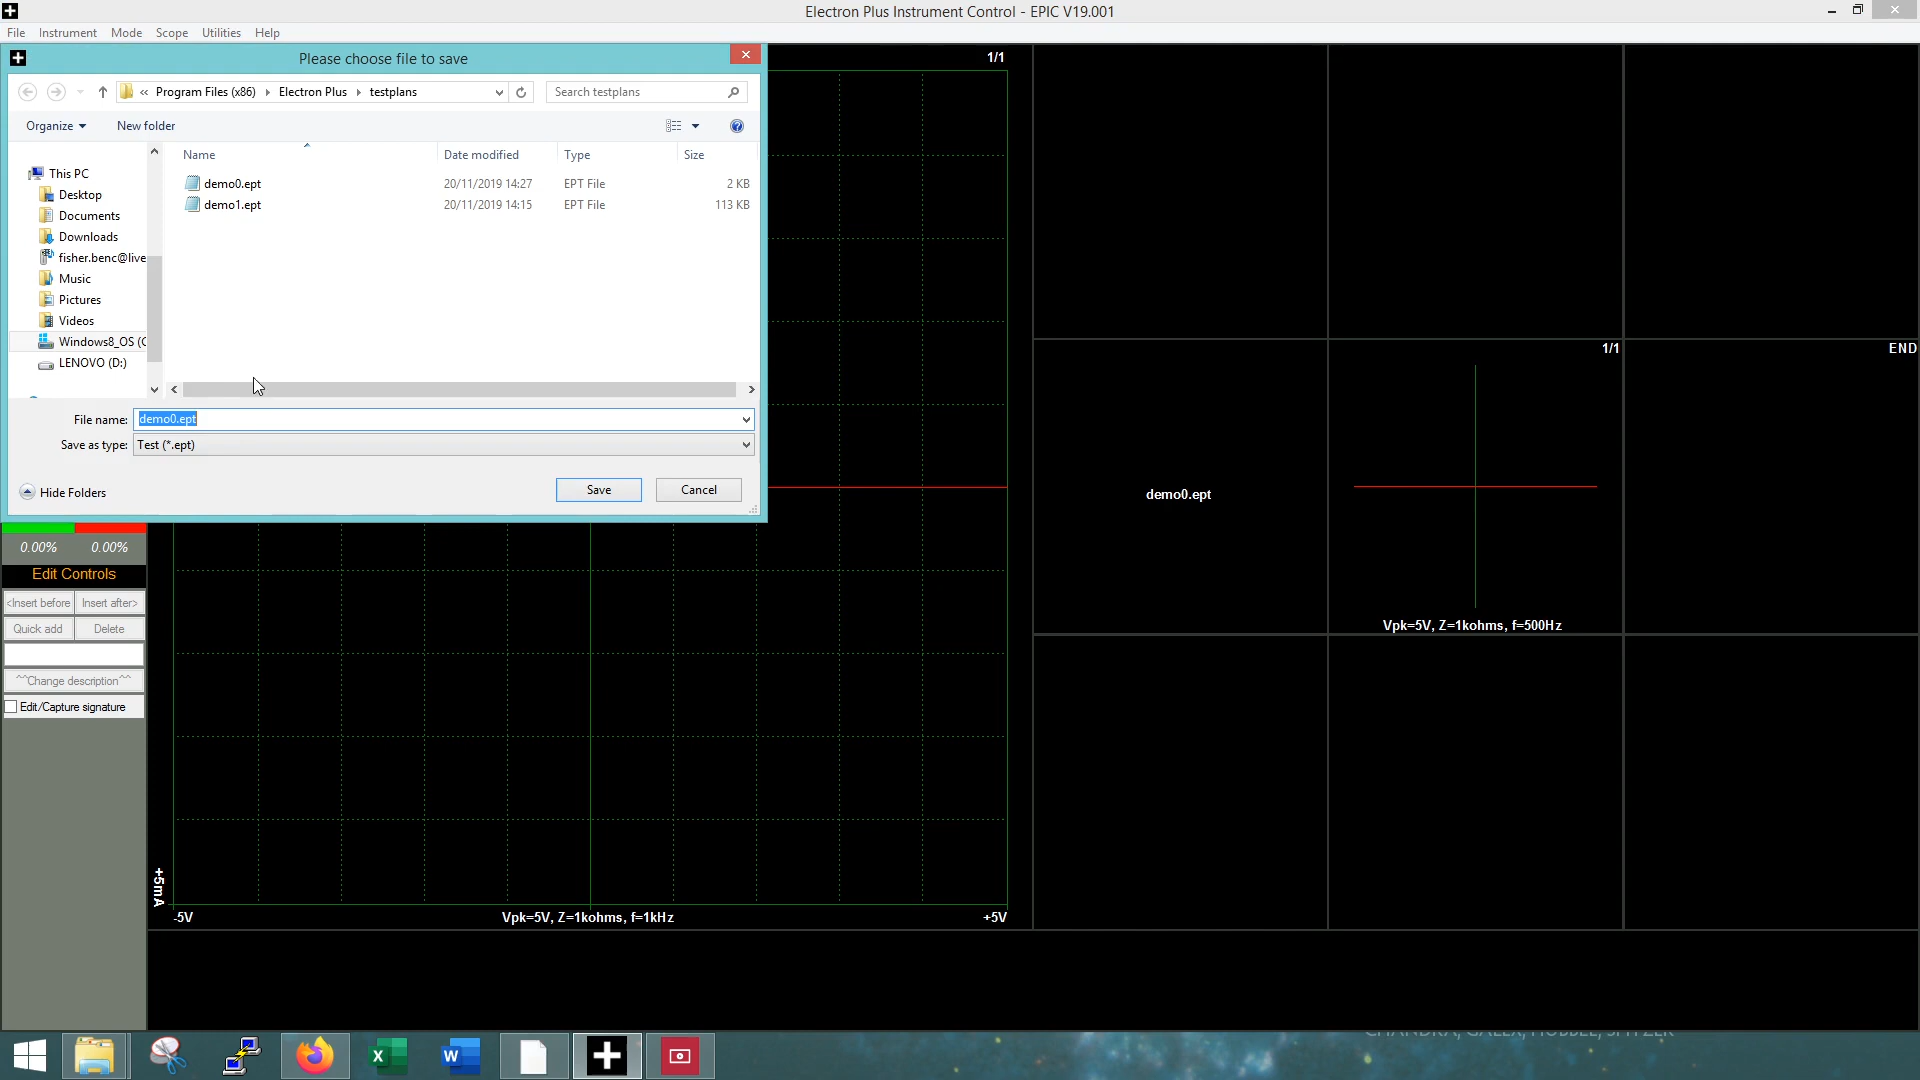 Electron Plus Instrument Control - EPIC V19.001
File Instrument Mode Scope Utilities Help
Please choose file to save
« Program Files (x86) Electron Plus testplans
Search testplans
Organize New folder
Name Date modified Type Size
demo0.ept 20/11/2019 14:27 EPT File 2 KB
demo1.ept 20/11/2019 14:15 EPT File 113 KB
This PC
Desktop
Documents
Downloads
fisher.benc@live
Music
Pictures
Videos
Windows8_OS (C
LENOVO (D:)
File name: demo0.ept
Save as type: Test (*.ept)
Hide Folders
Save Cancel
1/1
0.00% 0.00%
Edit Controls
<Insert before Insert after>
Quick add Delete
^^Change description^^
Edit/Capture signature
+5mA
-5V Vpk=5V, Z=1kohms, f=1kHz +5V
demo0.ept
1/1
Vpk=5V, Z=1kohms, f=500Hz
END